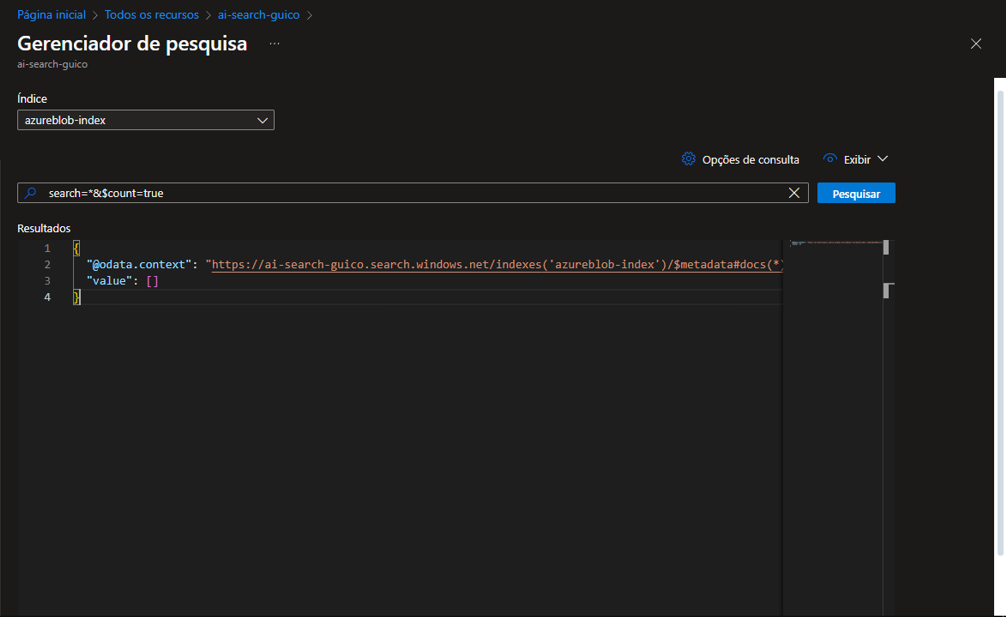 Página inicial > Todos os recursos > ai-search-guico >
Gerenciador de pesquisa ...
ai-search-guico
Índice
azureblob-index
Opções de consulta Exibir
search=*&$count=true Pesquisar
Resultados
1 {
2 "@odata.context": "https://ai-search-guico.search.windows.net/indexes('azureblob-index')/$metadata#docs(*)
3 "value": []
4 }